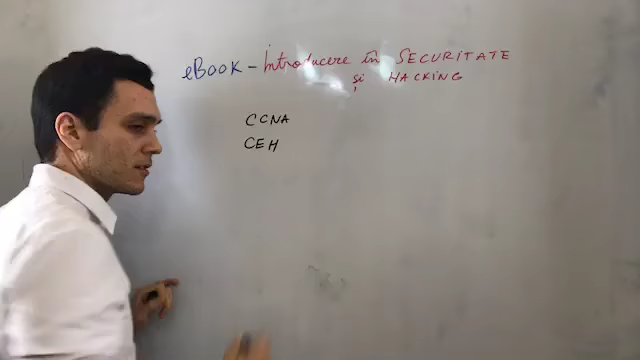 eBOOK - Introducere în SECURITATE
și HACKING
CCNA
CEH